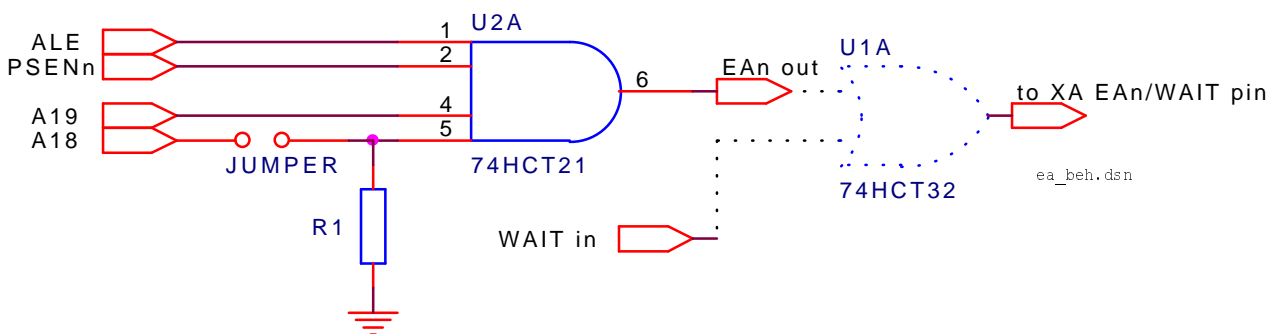 U2A
ALE
1
PSENn
2
6
EAn out
U1A
to XA EAn/WAIT pin
A19
4
A18
5
JUMPER
74HCT21
74HCT32
ea_beh.dsn
R1
WAIT in